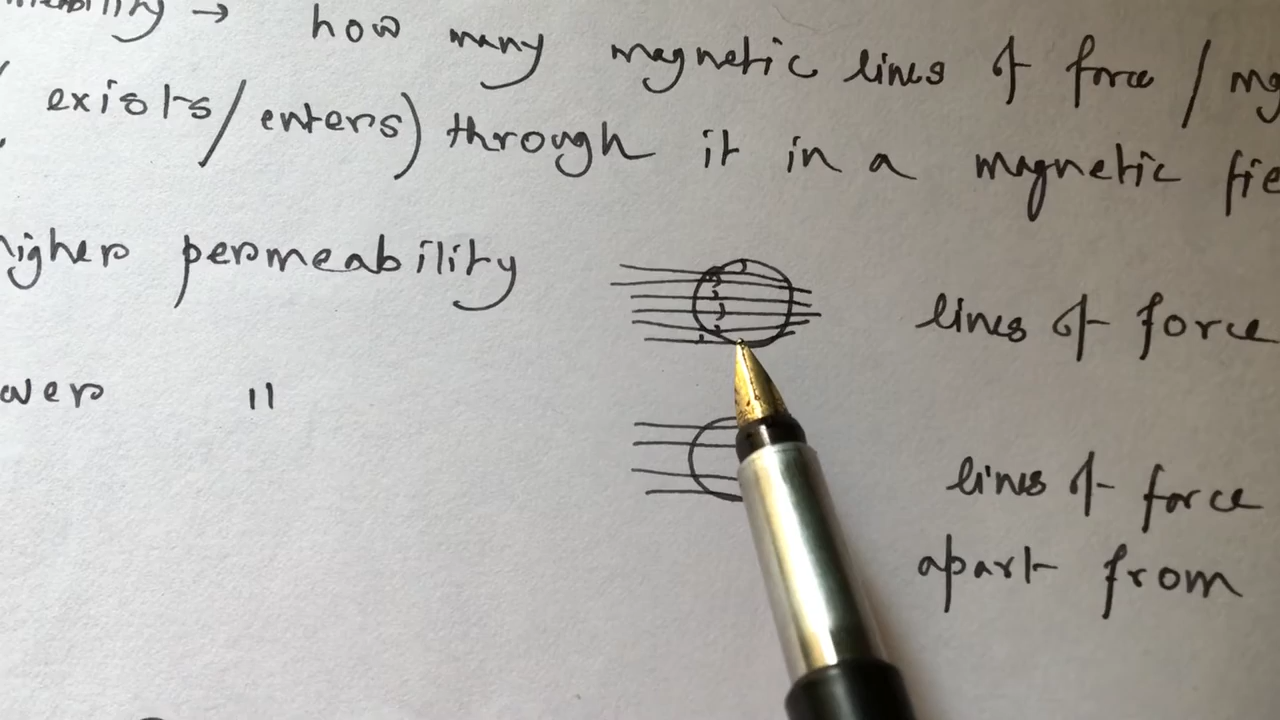 how many magnetic lines of force /
exists/enters) through it in a magnetic
higher permeability
lines of force
"
lines of force
apart from